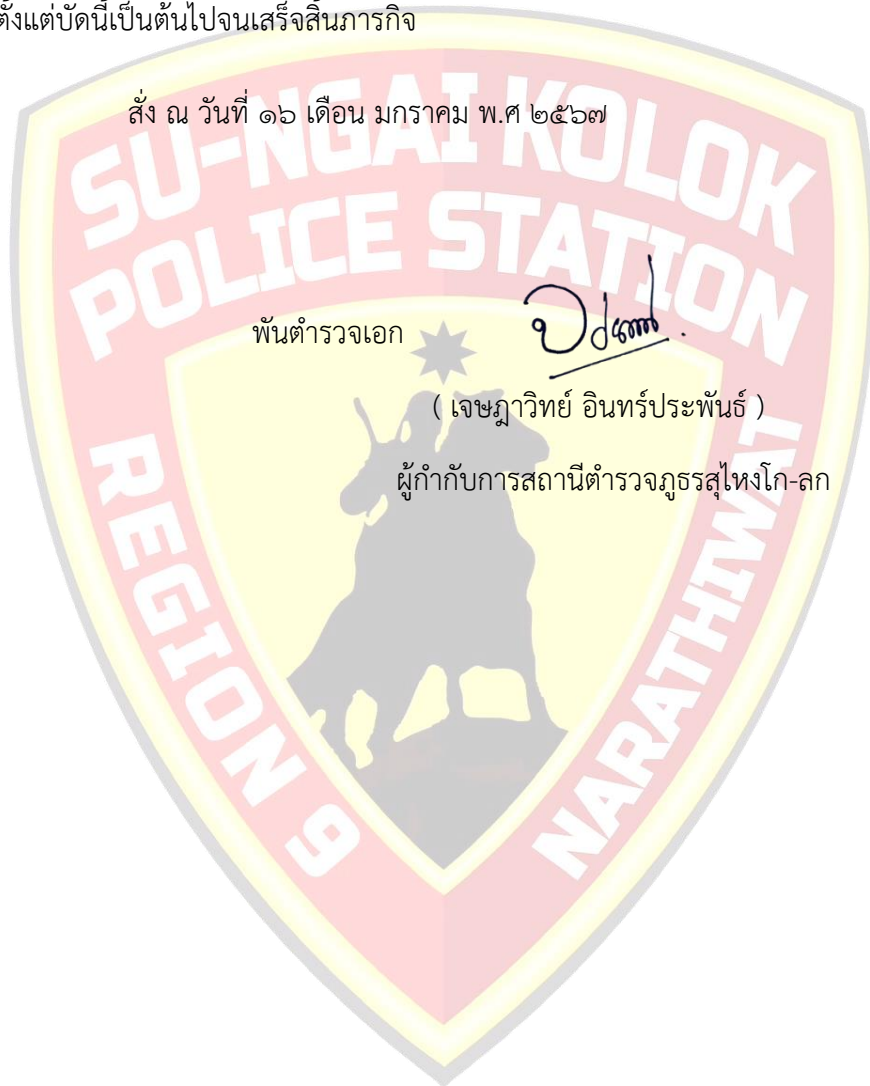 ตั้งแต่บัดนี้เป็นต้นไปจนเสร็จสิ้นภารกิจ
สั่ง ณ วันที่ ๑๖ เดือน มกราคม พ.ศ ๒๕๖๗
SU-NGAI KOLOK
POLICE STATION
พันตำรวจเอก
( เจษฎาวิทย์ อินทร์ประพันธ์ )
ผู้กำกับการสถานีตำรวจภูธรสุไหงโก-ลก
REGION 9
NARATHIWAT